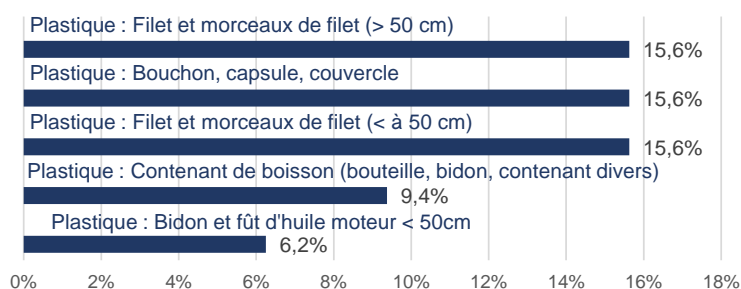 Plastique : Filet et morceaux de filet (> 50 cm)
15,6%
Plastique : Bouchon, capsule, couvercle
15,6%
Plastique : Filet et morceaux de filet (< à 50 cm)
15,6%
Plastique : Contenant de boisson (bouteille, bidon, contenant divers)
9,4%
Plastique : Bidon et fût d'huile moteur < 50cm
6,2%
0% 2% 4% 6% 8% 10% 12% 14% 16% 18%